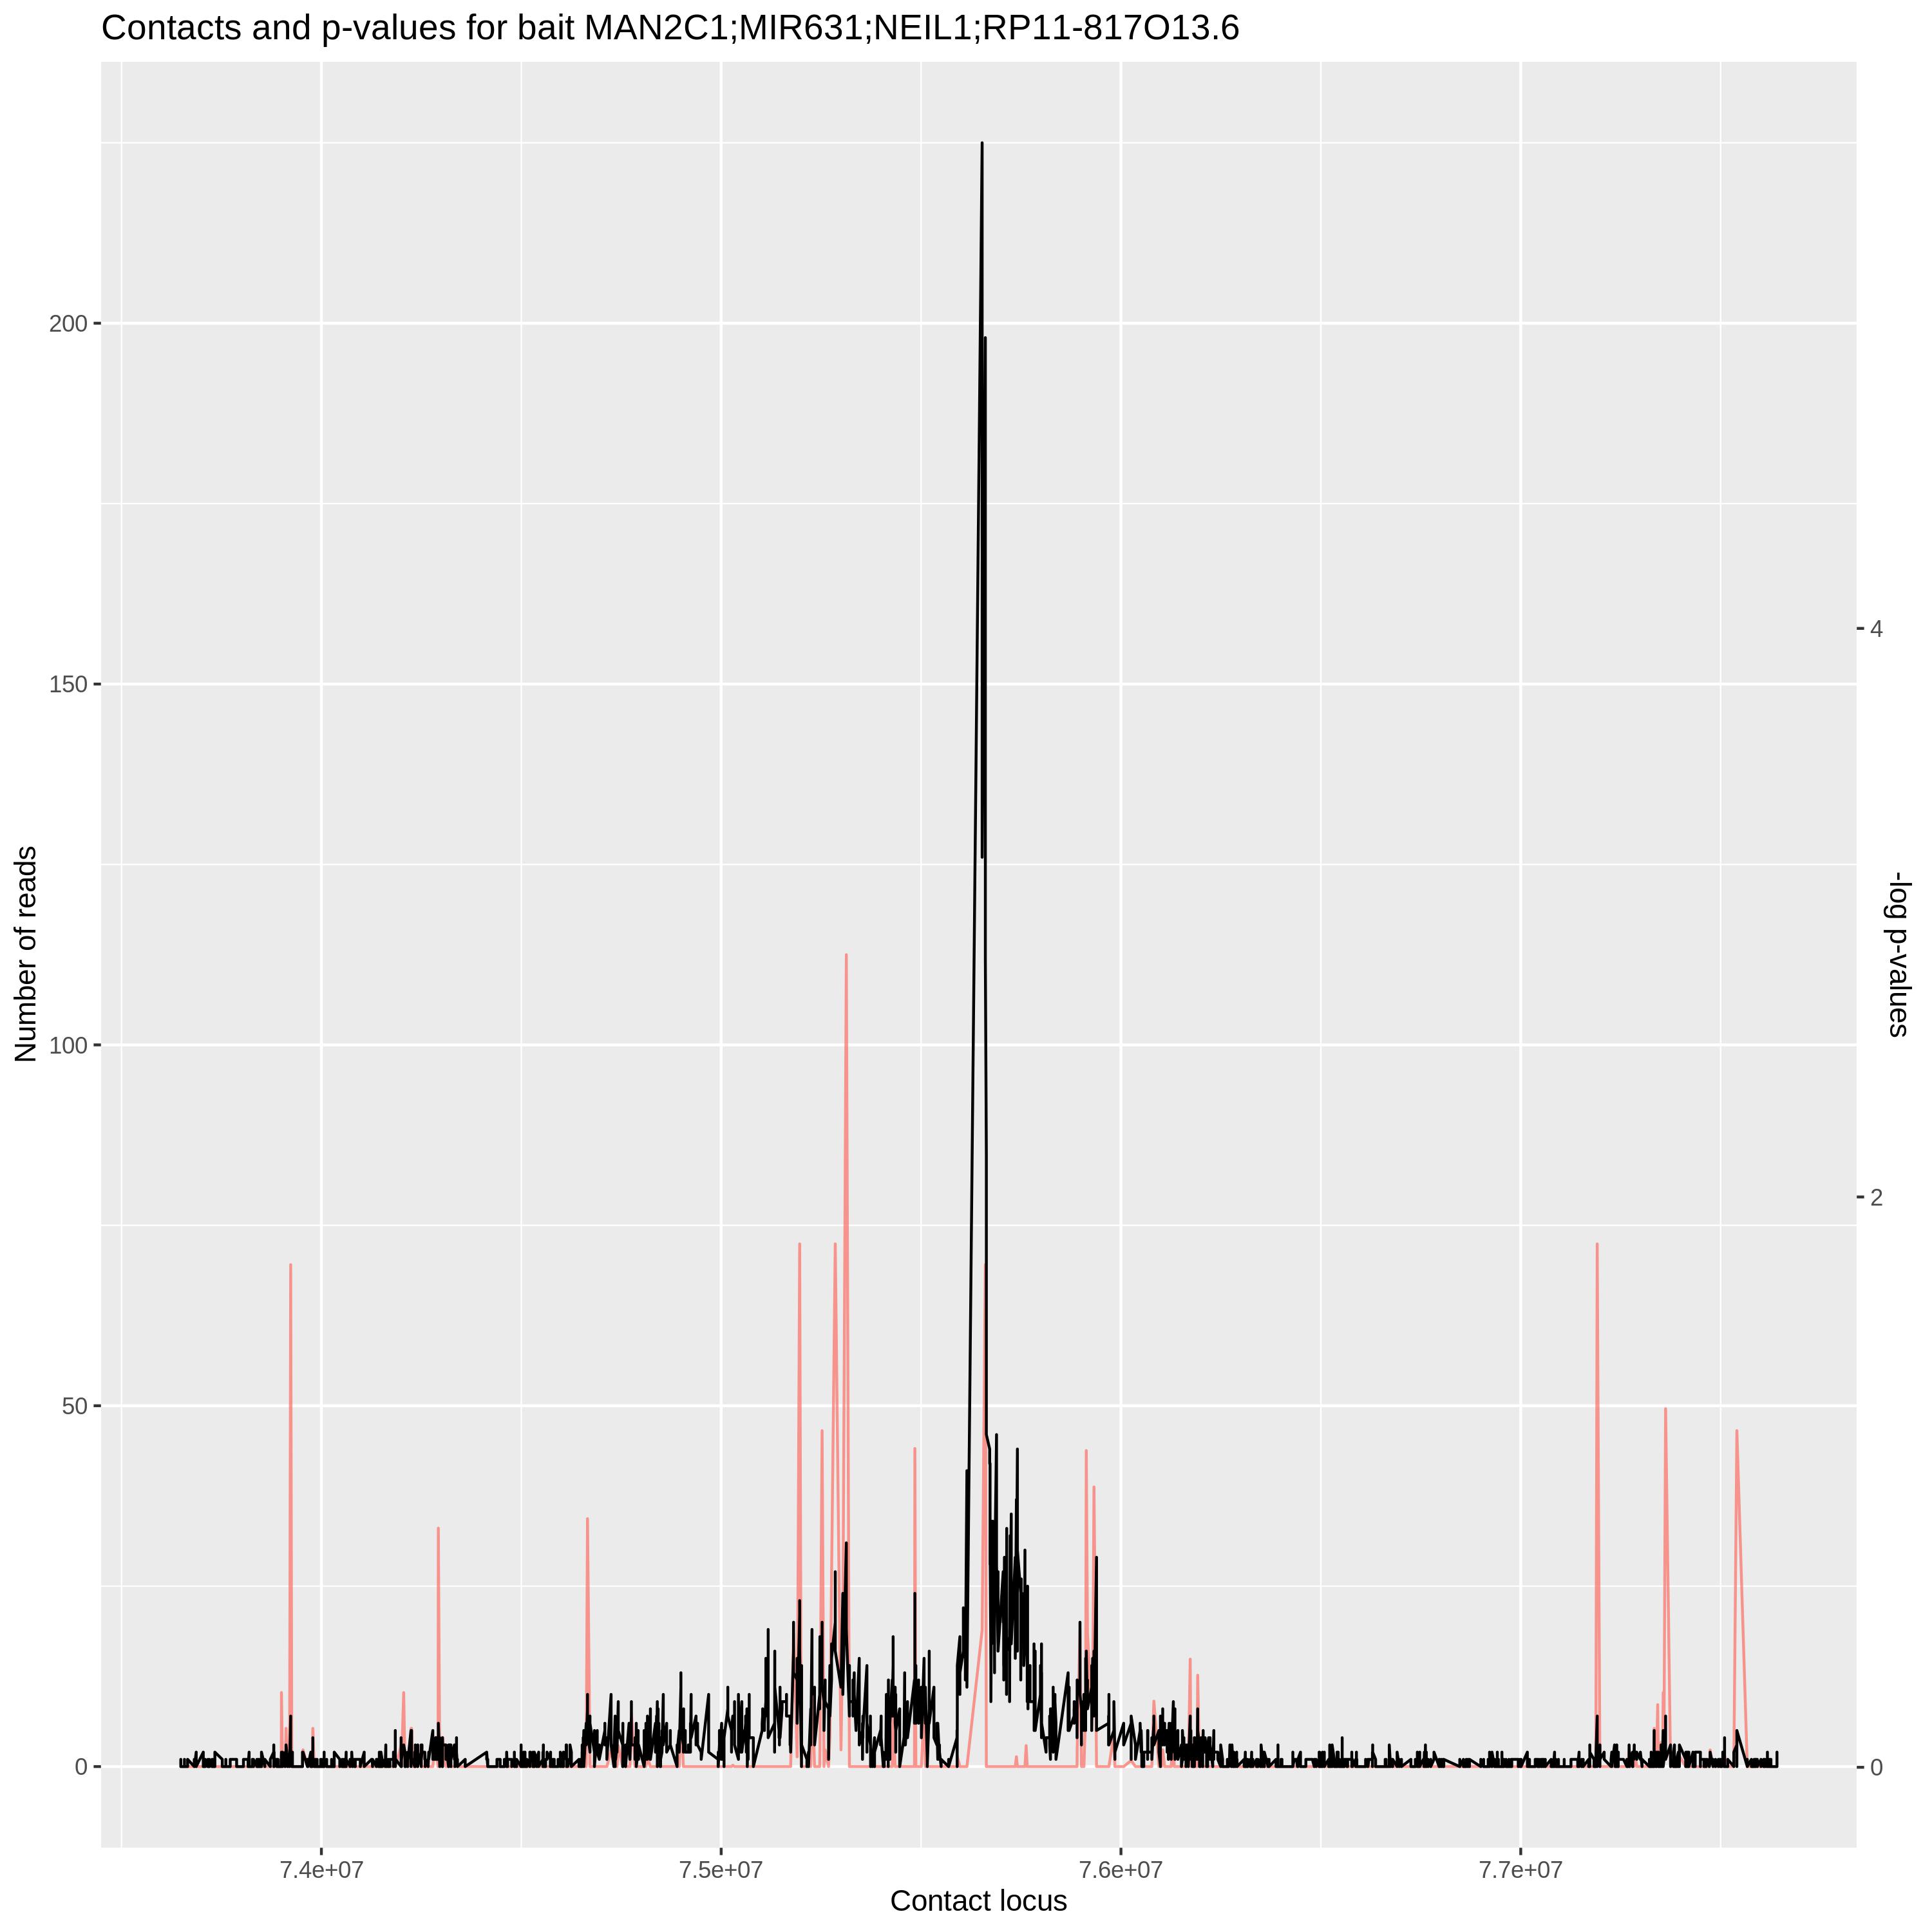 Contacts and p-values for bait MAN2C1;MIR631;NEIL1;RP11-817O13.6
Number of reads
200
150
100
50
0
4
2
0
-log p-values
7.4e+07 7.5e+07 7.6e+07 7.7e+07
Contact locus